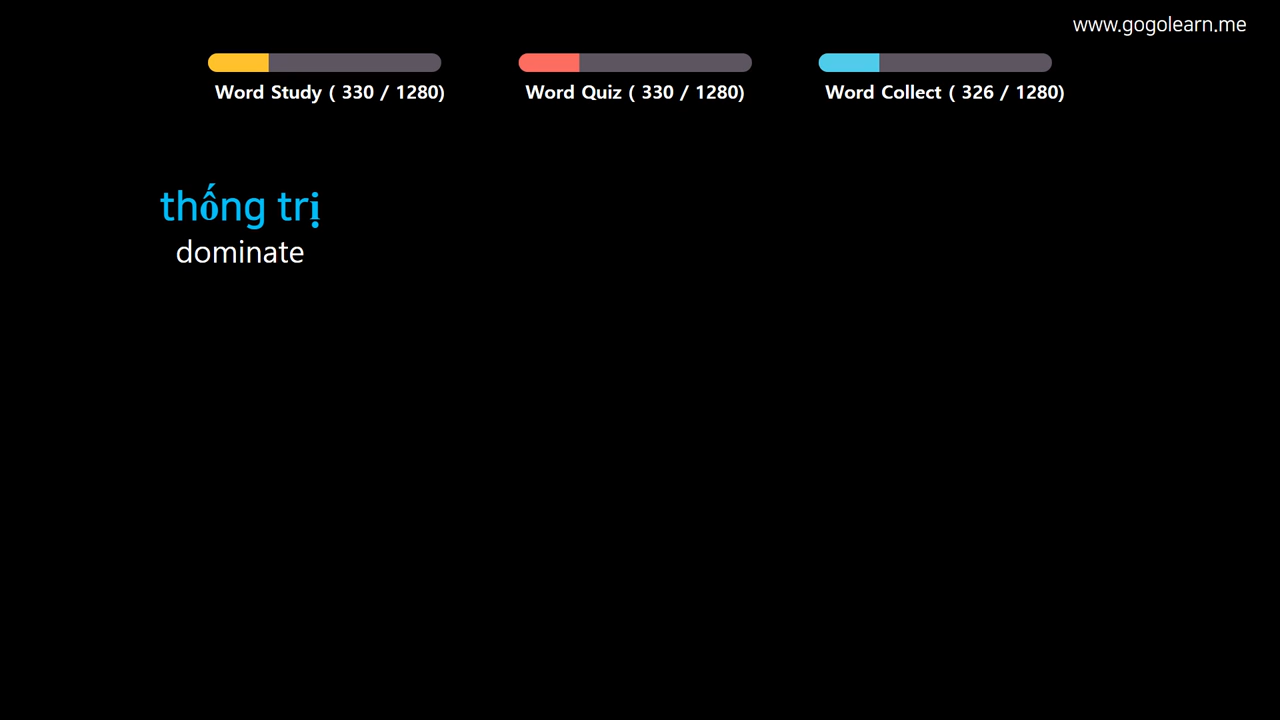 www.gogolearn.me
Word Study ( 330 / 1280)
Word Quiz ( 330 / 1280)
Word Collect ( 326 / 1280)
thống trị
dominate